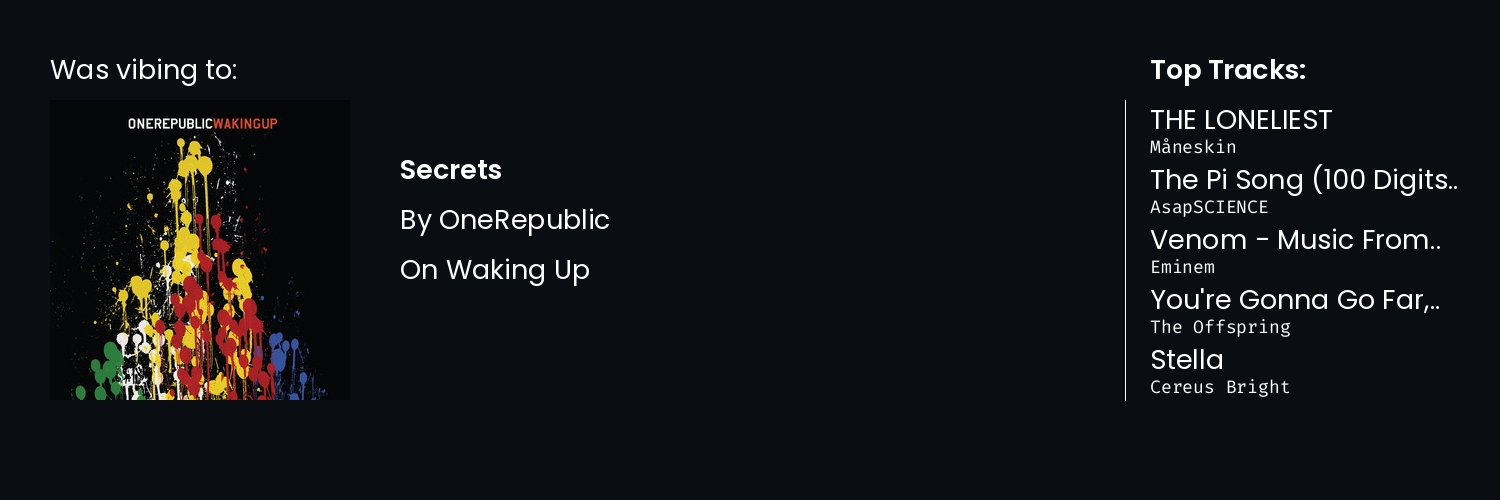 Was vibing to:
ONEREPUBLICWAKINGUP
Secrets
By OneRepublic
On Waking Up
Top Tracks:
THE LONELIEST
Måneskin
The Pi Song (100 Digits..
AsapSCIENCE
Venom - Music From..
Eminem
You're Gonna Go Far,..
The Offspring
Stella
Cereus Bright